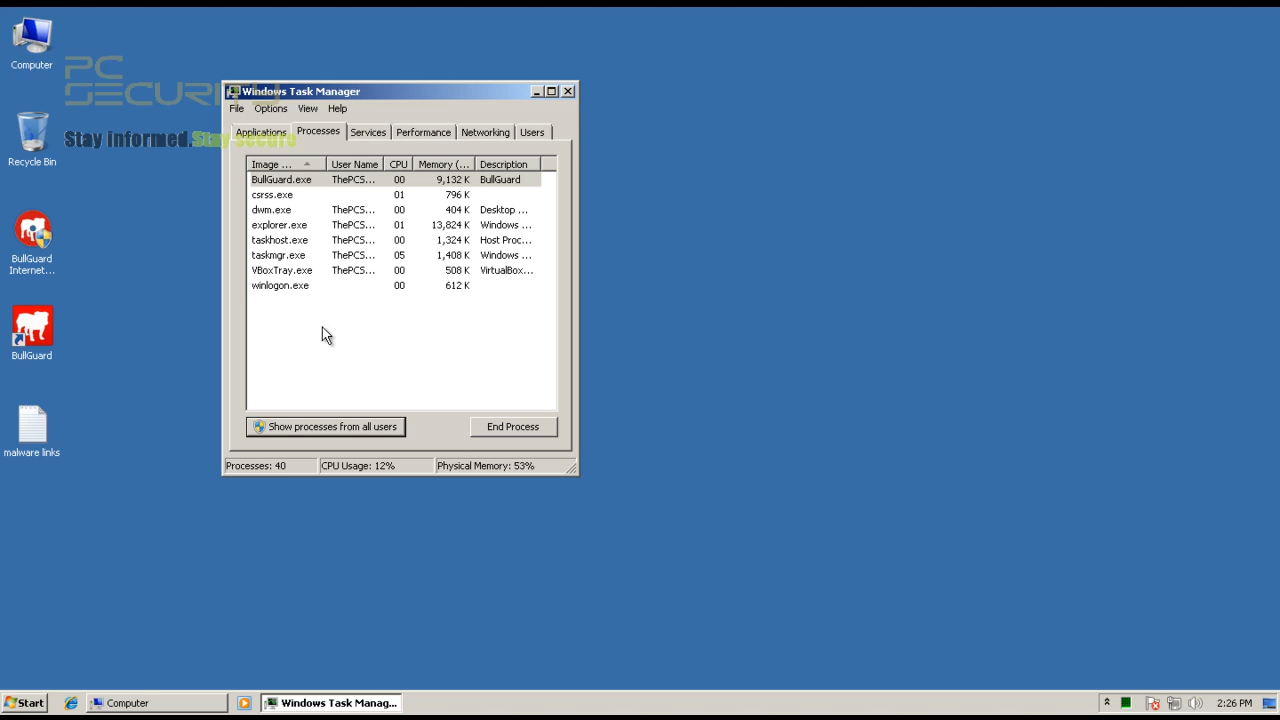 Computer
PC
SECURITY
Stay informed.Stay secure
Recycle Bin
BullGuard
Internet...
BullGuard
malware links
Windows Task Manager
File Options View Help
Applications Processes Services Performance Networking Users
Image ... User Name CPU Memory (... Description
BullGuard.exe ThePCS... 00 9,132 K BullGuard
csrss.exe 01 796 K
dwm.exe ThePCS... 00 404 K Desktop ...
explorer.exe ThePCS... 01 13,824 K Windows ...
taskhost.exe ThePCS... 00 1,324 K Host Proc...
taskmgr.exe ThePCS... 05 1,408 K Windows ...
VBoxTray.exe ThePCS... 00 508 K VirtualBox...
winlogon.exe 00 612 K
Show processes from all users End Process
Processes: 40 CPU Usage: 12% Physical Memory: 53%
Start Computer Windows Task Manag... 2:26 PM